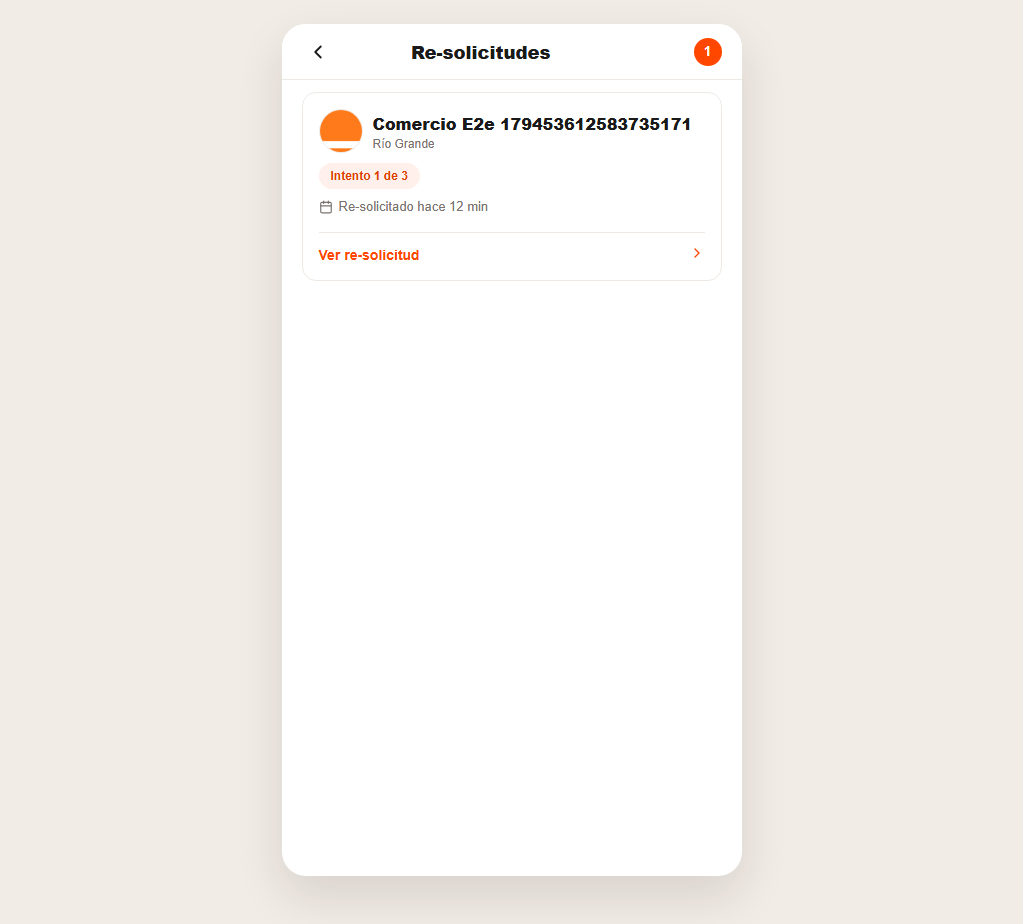 Re-solicitudes
1
Comercio E2e 179453612583735171
Río Grande
Intento 1 de 3
Re-solicitado hace 12 min
Ver re-solicitud